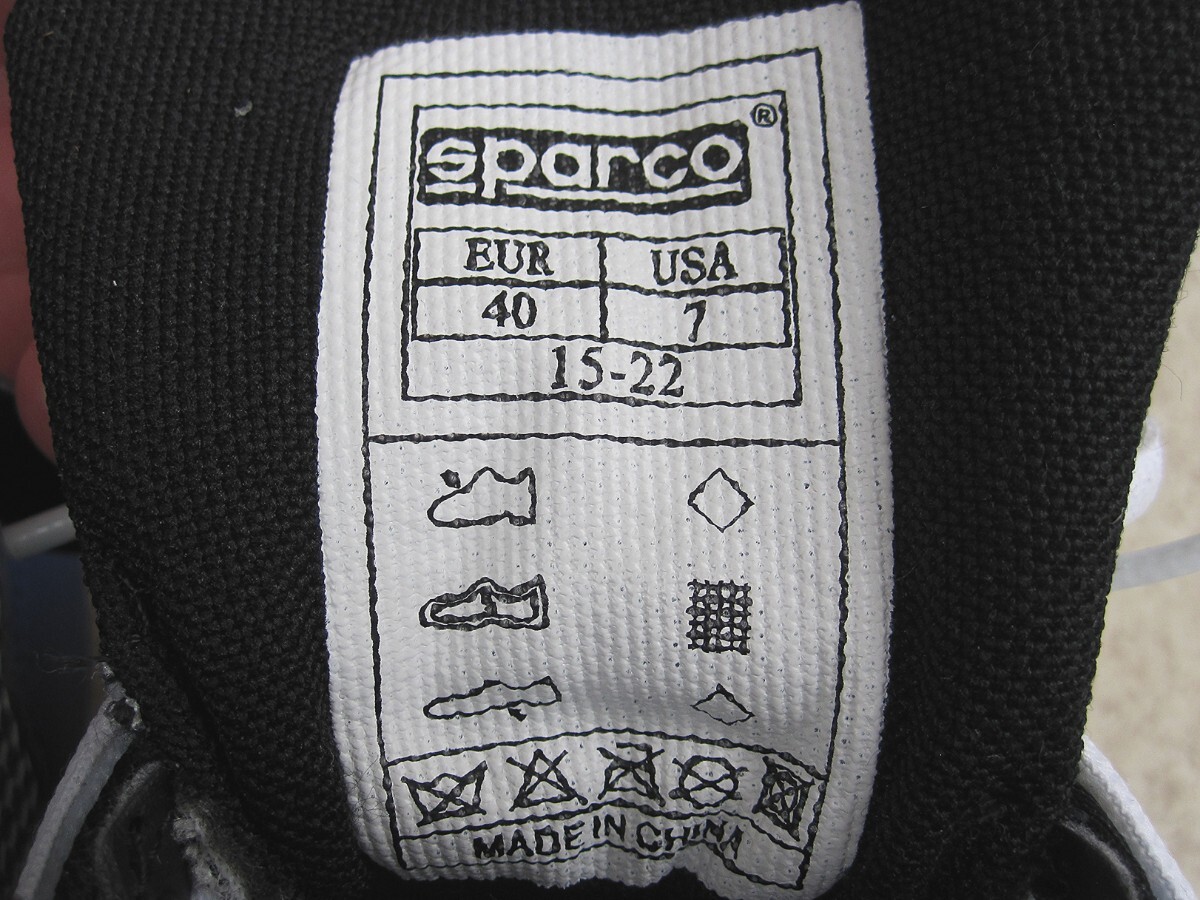 sparco®
EUR USA
40 7
15-22
MADE IN CHINA